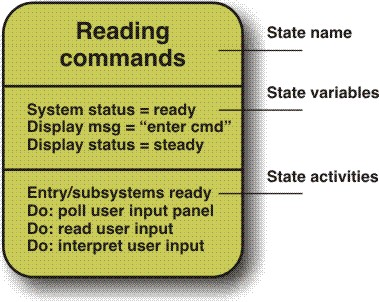 Reading
commands
State name
State variables
System status = ready
Display msg = “enter cmd”
Display status = steady
State activities
Entry/subsystems ready
Do: poll user input panel
Do: read user input
Do: interpret user input